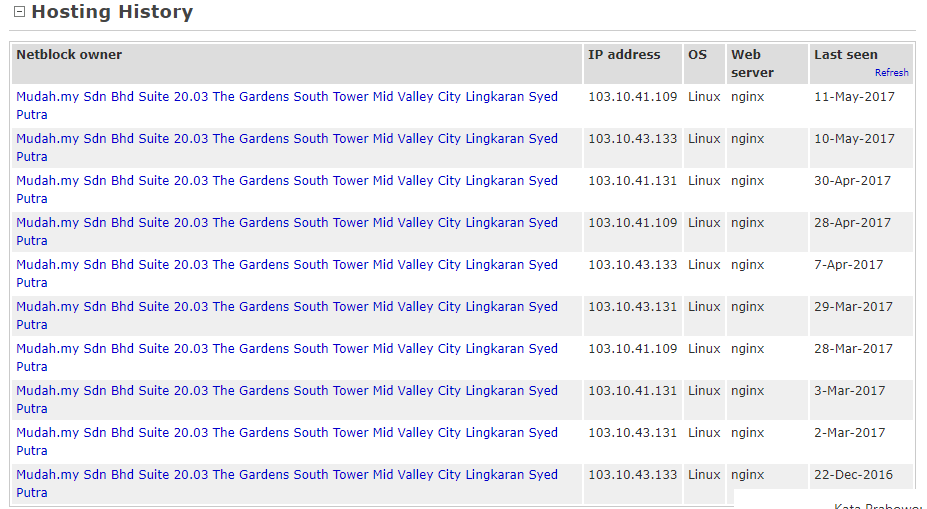 Hosting History
Netblock owner IP address OS Web server Last seen
Refresh
Mudah.my Sdn Bhd Suite 20.03 The Gardens South Tower Mid Valley City Lingkaran Syed Putra 103.10.41.109 Linux nginx 11-May-2017
Mudah.my Sdn Bhd Suite 20.03 The Gardens South Tower Mid Valley City Lingkaran Syed Putra 103.10.43.133 Linux nginx 10-May-2017
Mudah.my Sdn Bhd Suite 20.03 The Gardens South Tower Mid Valley City Lingkaran Syed Putra 103.10.41.131 Linux nginx 30-Apr-2017
Mudah.my Sdn Bhd Suite 20.03 The Gardens South Tower Mid Valley City Lingkaran Syed Putra 103.10.41.109 Linux nginx 28-Apr-2017
Mudah.my Sdn Bhd Suite 20.03 The Gardens South Tower Mid Valley City Lingkaran Syed Putra 103.10.43.133 Linux nginx 7-Apr-2017
Mudah.my Sdn Bhd Suite 20.03 The Gardens South Tower Mid Valley City Lingkaran Syed Putra 103.10.43.131 Linux nginx 29-Mar-2017
Mudah.my Sdn Bhd Suite 20.03 The Gardens South Tower Mid Valley City Lingkaran Syed Putra 103.10.41.109 Linux nginx 28-Mar-2017
Mudah.my Sdn Bhd Suite 20.03 The Gardens South Tower Mid Valley City Lingkaran Syed Putra 103.10.41.131 Linux nginx 3-Mar-2017
Mudah.my Sdn Bhd Suite 20.03 The Gardens South Tower Mid Valley City Lingkaran Syed Putra 103.10.43.131 Linux nginx 2-Mar-2017
Mudah.my Sdn Bhd Suite 20.03 The Gardens South Tower Mid Valley City Lingkaran Syed Putra 103.10.43.133 Linux nginx 22-Dec-2016
Kata